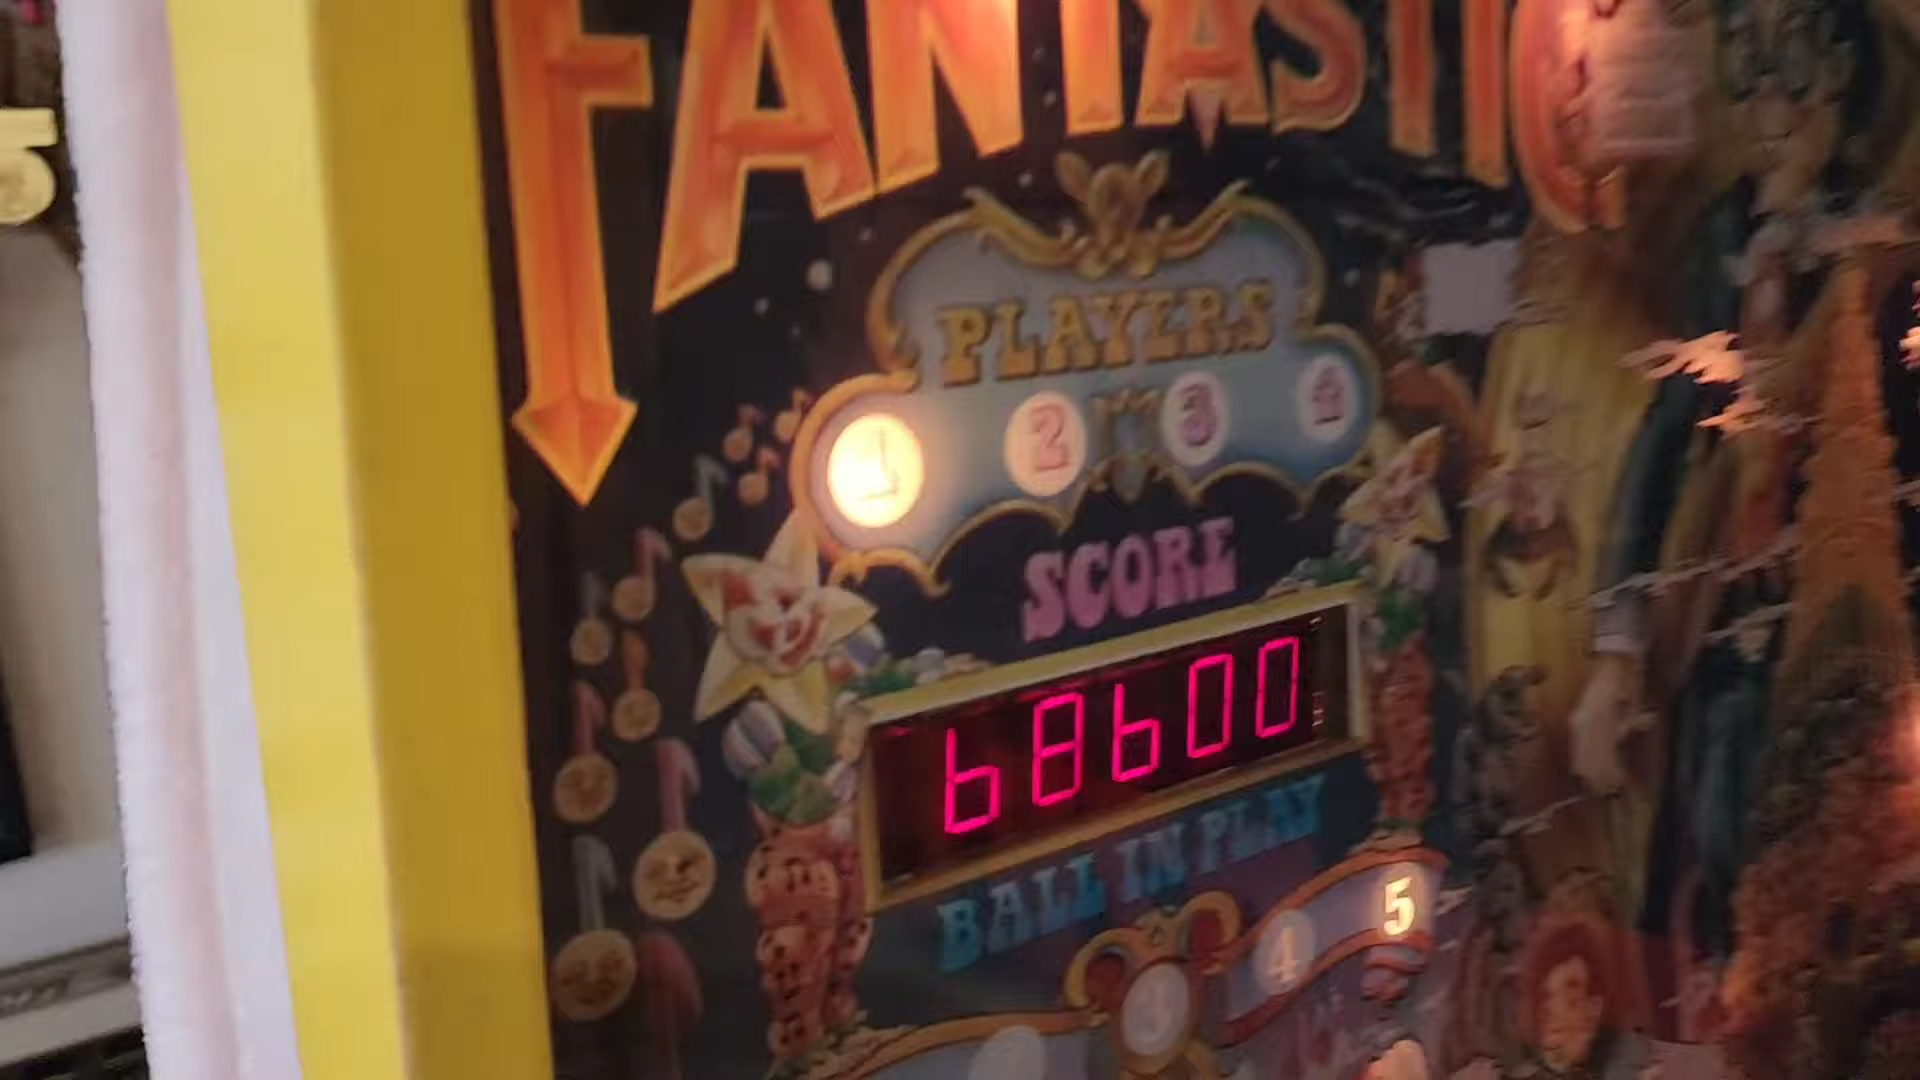 FANTASTIC
PLAYERS
1 2 3 4
SCORE
68600
BALL IN PLAY
3 4 5